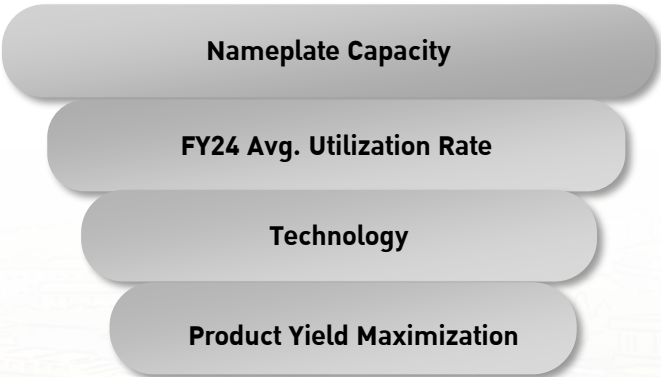 Nameplate Capacity
FY24 Avg. Utilization Rate
Technology
Product Yield Maximization